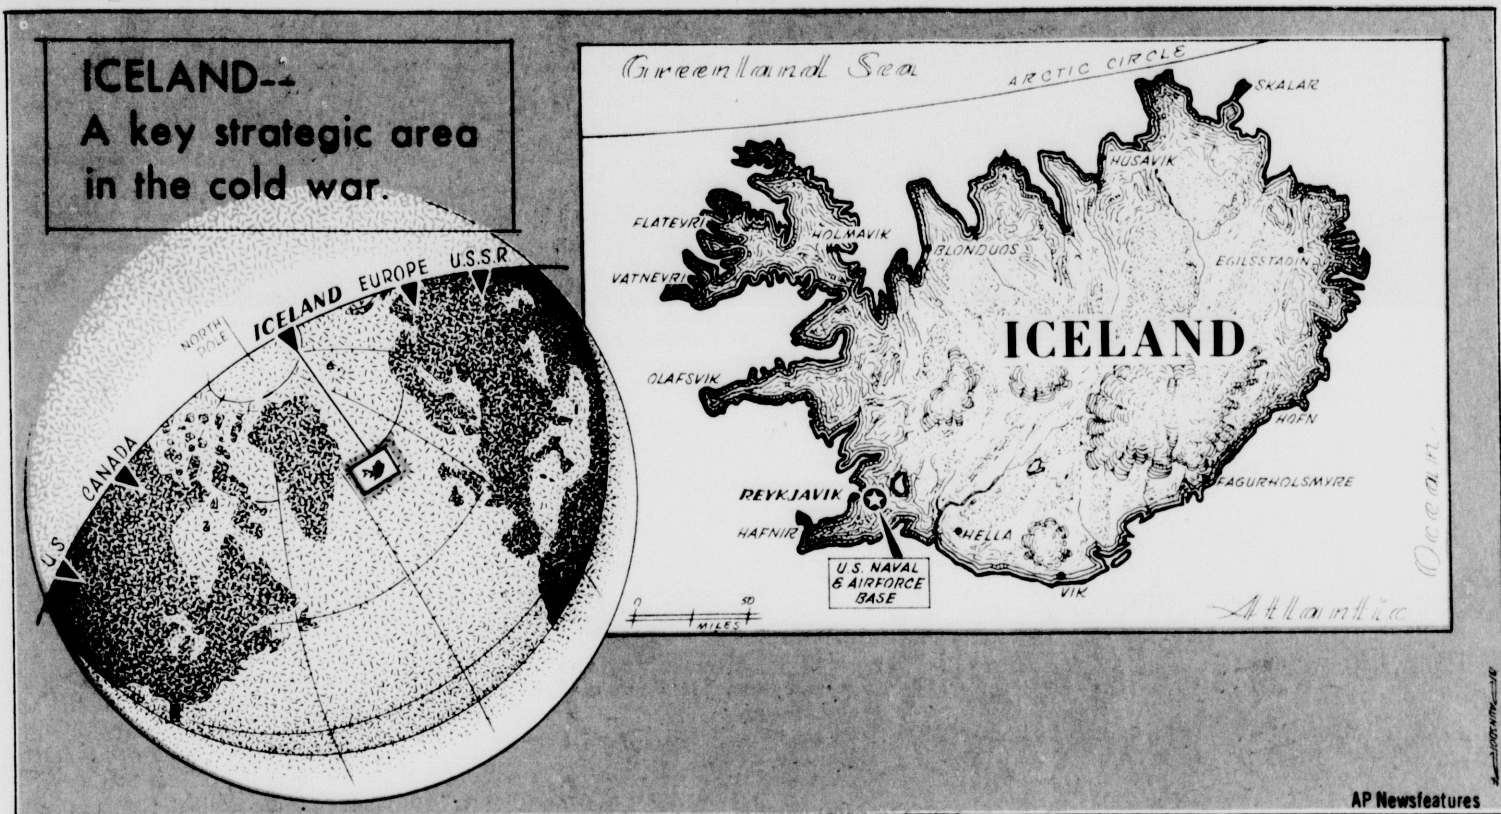 ICELAND--
A key strategic area
in the cold war.
NORTH
POLE
ICELAND
EUROPE
U.S.S.R.
CANADA
U.S
Greenland Sea
ARCTIC CIRCLE
SKALAR
HUSAVIK
FLATEYRI
HOLMAVIK
BLONDUOS
EGILSSTADIN
VATNEYRI
ICELAND
OLAFSVIK
HOFN
REYKJAVIK
FAGURHOLSMYRE
HAFNIR
HELLA
U.S. NAVAL
& AIRFORCE
BASE
VIK
0 50
MILES
Atlantic
Ocean
AP Newsfeatures